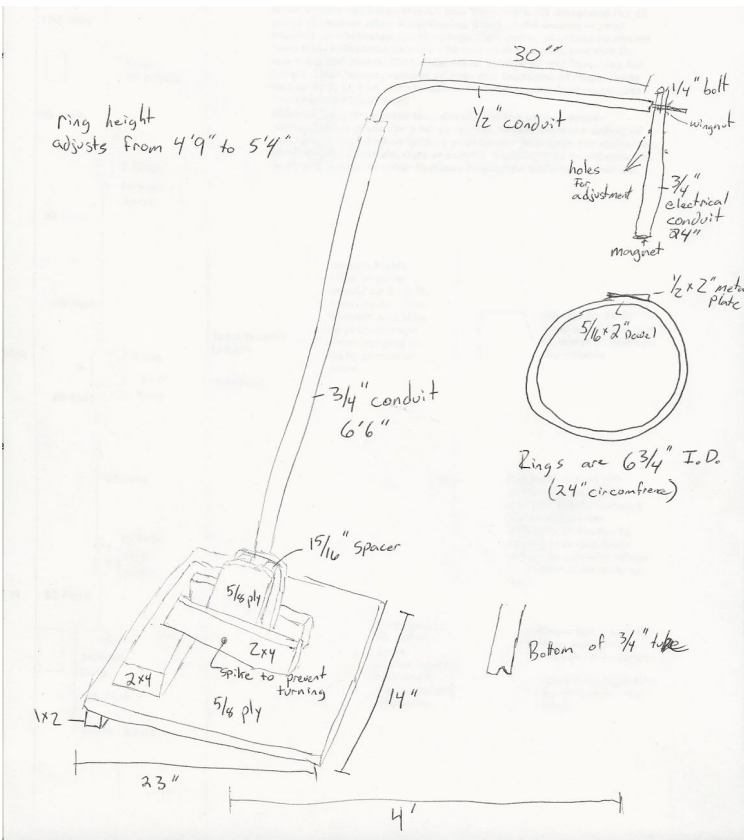 30"
ring height
adjusts from 4'9" to 5'4"
1/2" conduit
1/4" bolt
wingnut
holes
for
adjustment
3/4"
electrical
conduit
24"
magnet
1/2 x 2" meta
plate
5/16 x 2" Dowel
3/4" conduit
6'6"
Rings are 6 3/4" I.D.
(24" circomfrence)
15/16" spacer
5/8 ply
2x4
spike to prevent
turning
2x4
5/8 ply
1x2
14"
23"
4'
Bottom of 3/4" tube